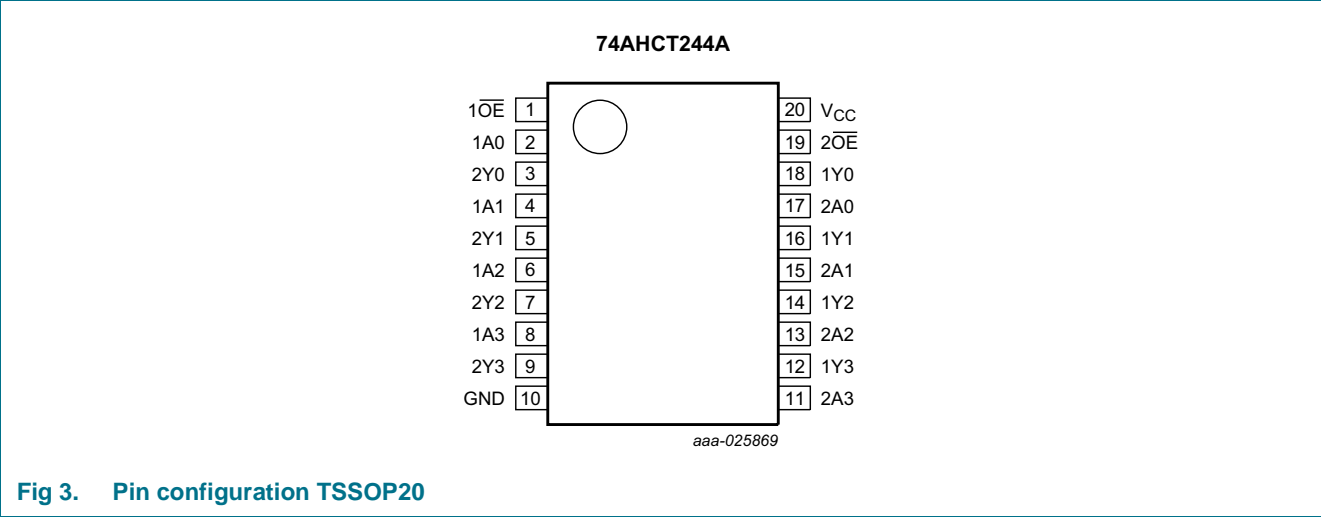 74AHCT244A
1O̅E̅ 1 20 VCC
1A0 2 19 2O̅E̅
2Y0 3 18 1Y0
1A1 4 17 2A0
2Y1 5 16 1Y1
1A2 6 15 2A1
2Y2 7 14 1Y2
1A3 8 13 2A2
2Y3 9 12 1Y3
GND 10 11 2A3
aaa-025869
Fig 3. Pin configuration TSSOP20